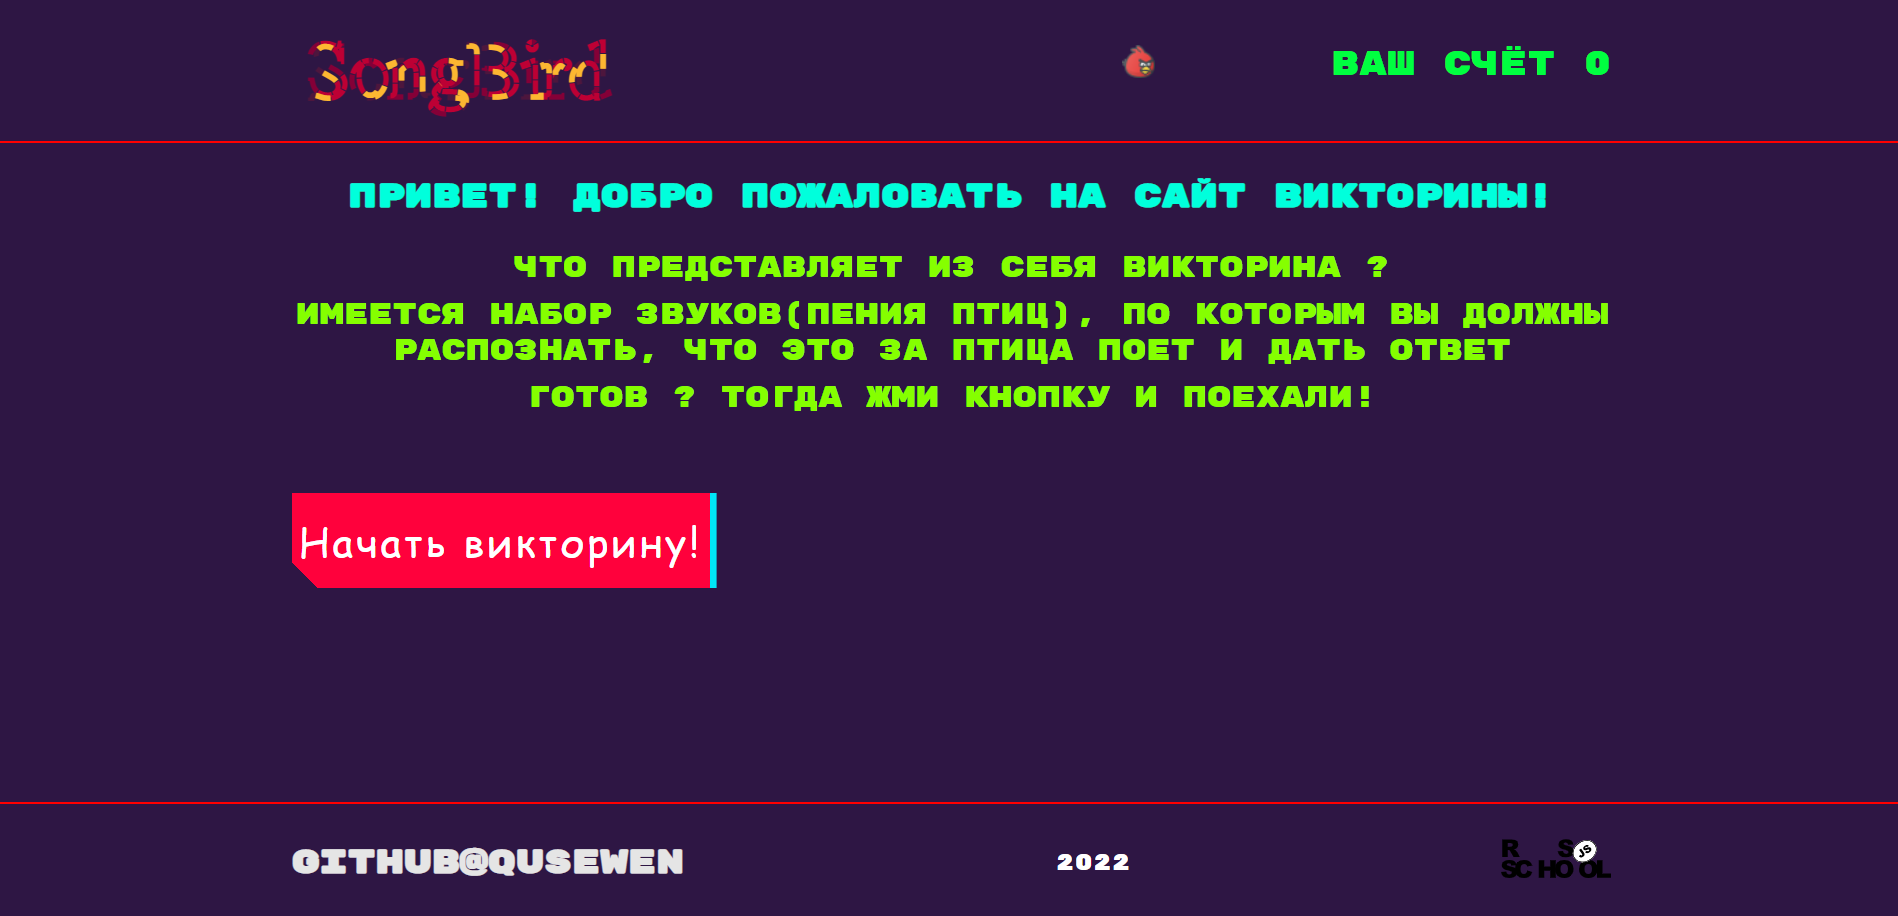 SongBird
ВАШ СЧЁТ 0
ПРИВЕТ! ДОБРО ПОЖАЛОВАТЬ НА САЙТ ВИКТОРИНЫ!
ЧТО ПРЕДСТАВЛЯЕТ ИЗ СЕБЯ ВИКТОРИНА ?
ИМЕЕТСЯ НАБОР ЗВУКОВ(ПЕНИЯ ПТИЦ), ПО КОТОРЫМ ВЫ ДОЛЖНЫ
РАСПОЗНАТЬ, ЧТО ЭТО ЗА ПТИЦА ПОЕТ И ДАТЬ ОТВЕТ
ГОТОВ ? ТОГДА ЖМИ КНОПКУ И ПОЕХАЛИ!
Начать викторину!
GITHUB@QUSEWEN
2022
R S JS
SCHOOL